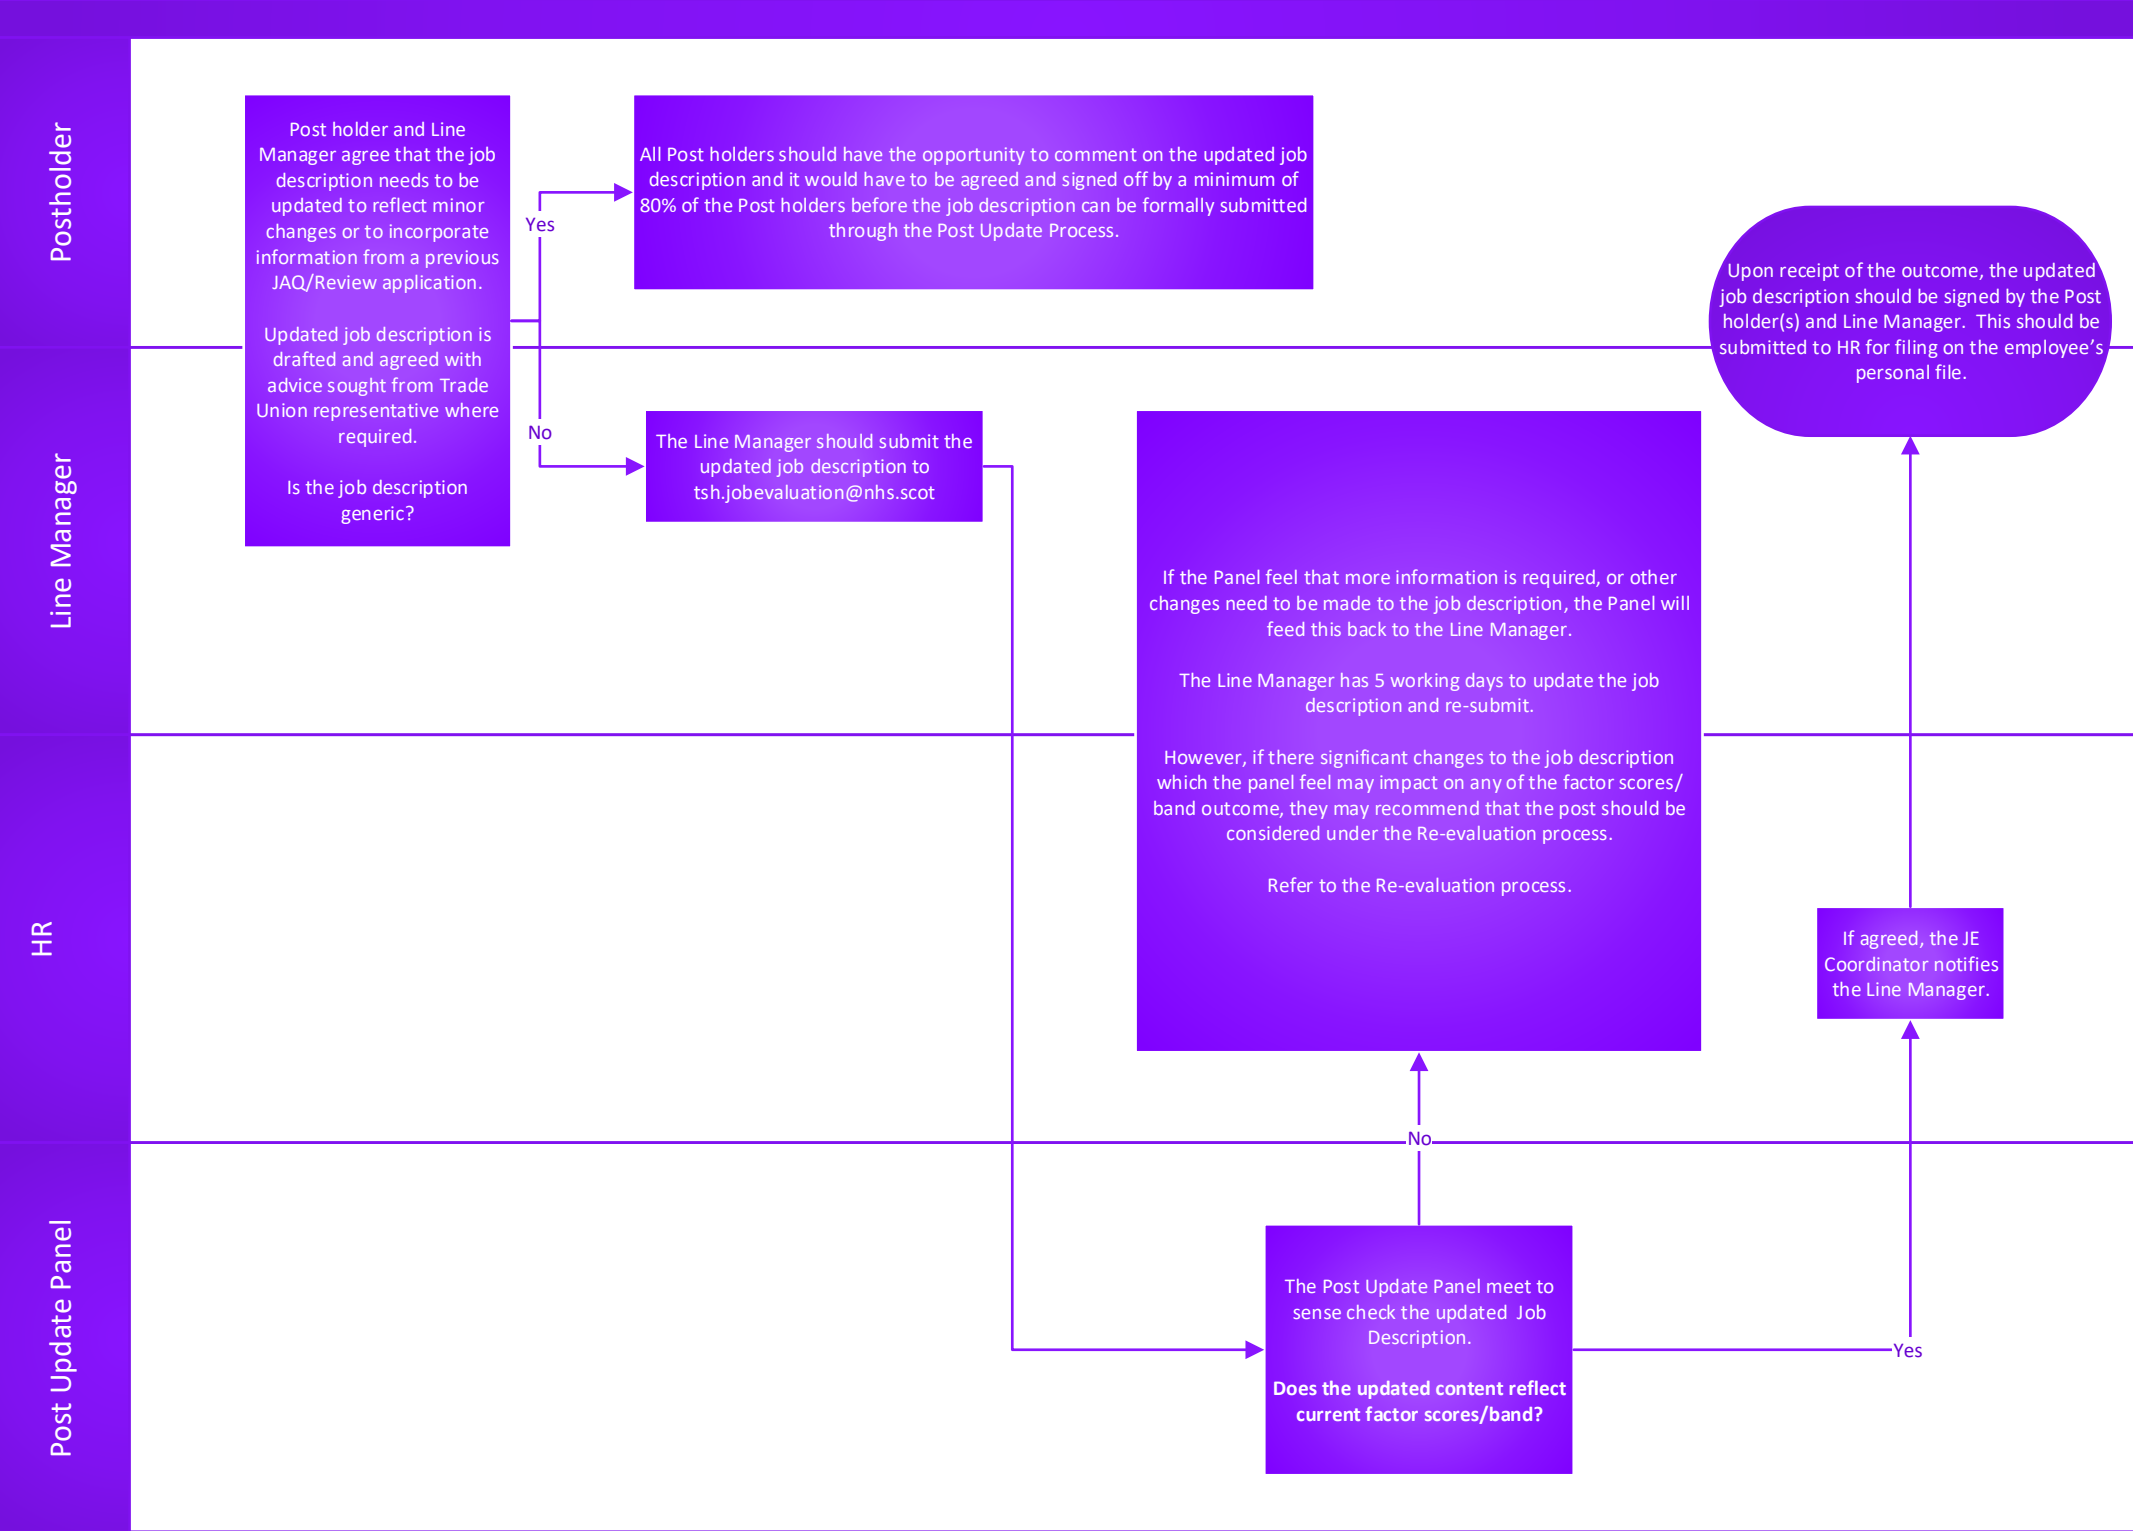 Postholder
Post holder and Line
Manager agree that the job
description needs to be
updated to reflect minor
changes or to incorporate
information from a previous
JAQ/Review application.
Updated job description is
drafted and agreed with
advice sought from Trade
Union representative where
required.
Is the job description
generic?
Yes
All Post holders should have the opportunity to comment on the updated job
description and it would have to be agreed and signed off by a minimum of
80% of the Post holders before the job description can be formally submitted
through the Post Update Process.
Upon receipt of the outcome, the updated
job description should be signed by the Post
holder(s) and Line Manager.  This should be
submitted to HR for filing on the employee’s
personal file.
Line Manager
No
The Line Manager should submit the
updated job description to
tsh.jobevaluation@nhs.scot
If the Panel feel that more information is required, or other
changes need to be made to the job description, the Panel will
feed this back to the Line Manager.
The Line Manager has 5 working days to update the job
description and re-submit.
However, if there significant changes to the job description
which the panel feel may impact on any of the factor scores/
band outcome, they may recommend that the post should be
considered under the Re-evaluation process.
Refer to the Re-evaluation process.
HR
If agreed, the JE
Coordinator notifies
the Line Manager.
No
Post Update Panel
The Post Update Panel meet to
sense check the updated  Job
Description.
Does the updated content reflect
current factor scores/band?
Yes